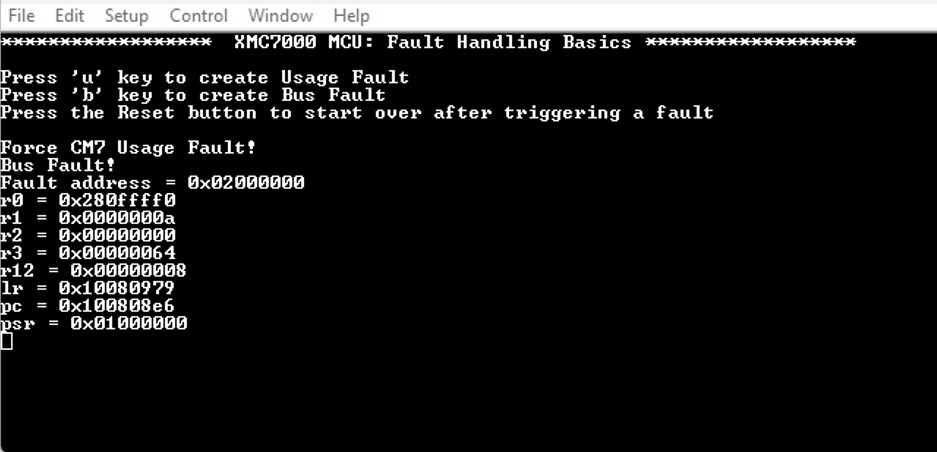 File Edit Setup Control Window Help
****************** XMC7000 MCU: Fault Handling Basics ******************
Press 'u' key to create Usage Fault
Press 'b' key to create Bus Fault
Press the Reset button to start over after triggering a fault
Force CM7 Usage Fault!
Bus Fault!
Fault address = 0x02000000
r0 = 0x280ffff0
r1 = 0x0000000a
r2 = 0x00000000
r3 = 0x00000064
r12 = 0x00000008
lr = 0x10080979
pc = 0x100808e6
psr = 0x01000000